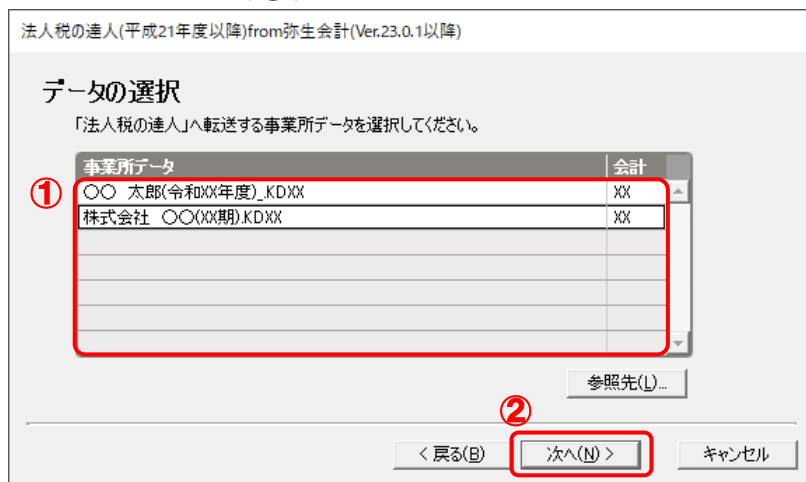 法人税の達人(平成21年度以降)from弥生会計(Ver.23.0.1以降)
データの選択
「法人税の達人」へ転送する事業所データを選択してください。
事業所データ 会計
① 〇〇 太郎(令和XX年度)_.KDXX XX
株式会社 〇〇(XX期).KDXX XX
参照先(L)...
②
< 戻る(B) 次へ(N) > キャンセル